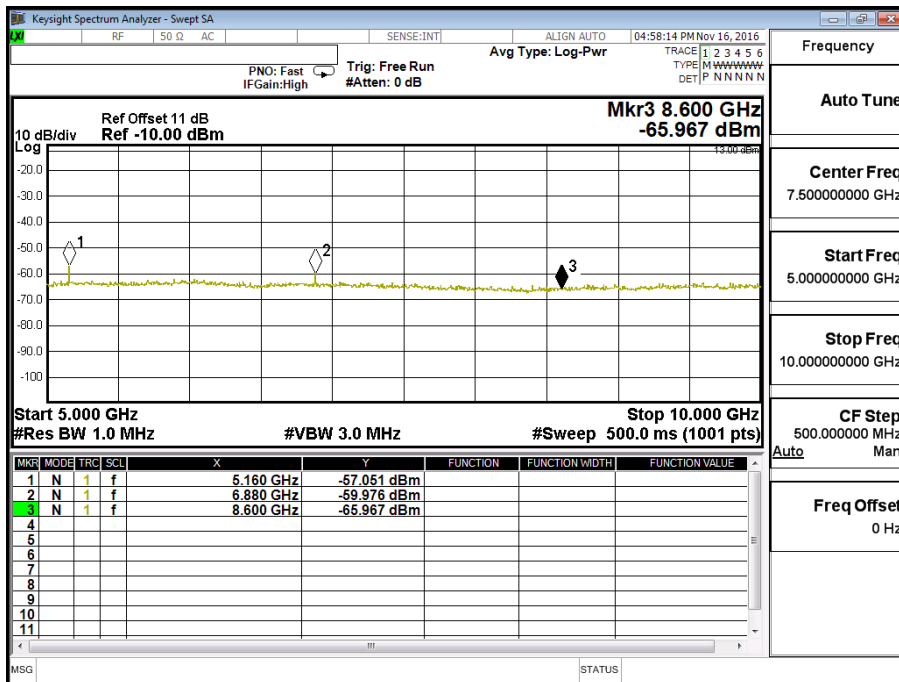 Keysight Spectrum Analyzer - Swept SA
LXI RF 50 Ω AC SENSE:INT ALIGN AUTO 04:58:14 PM Nov 16, 2016
Frequency
Avg Type: Log-Pwr TRACE 1 2 3 4 5 6
PNO: Fast Trig: Free Run TYPE M W W W W W
IFGain:High #Atten: 0 dB DET P N N N N N
Auto Tune
Ref Offset 11 dB Mkr3 8.600 GHz
10 dB/div Ref -10.00 dBm -65.967 dBm
Log
13.00 dBm
-20.0
-30.0
-40.0
-50.0
-60.0
-70.0
-80.0
-90.0
-100
1
2
3
Center Freq
7.500000000 GHz
Start Freq
5.000000000 GHz
Stop Freq
10.000000000 GHz
Start 5.000 GHz Stop 10.000 GHz
#Res BW 1.0 MHz #VBW 3.0 MHz #Sweep 500.0 ms (1001 pts)
CF Step
500.000000 MHz
Auto Man
MKR MODE TRC SCL X Y FUNCTION FUNCTION WIDTH FUNCTION VALUE
1 N 1 f 5.160 GHz -57.051 dBm
2 N 1 f 6.880 GHz -59.976 dBm
3 N 1 f 8.600 GHz -65.967 dBm
4
5
6
7
8
9
10
11
Freq Offset
0 Hz
MSG STATUS